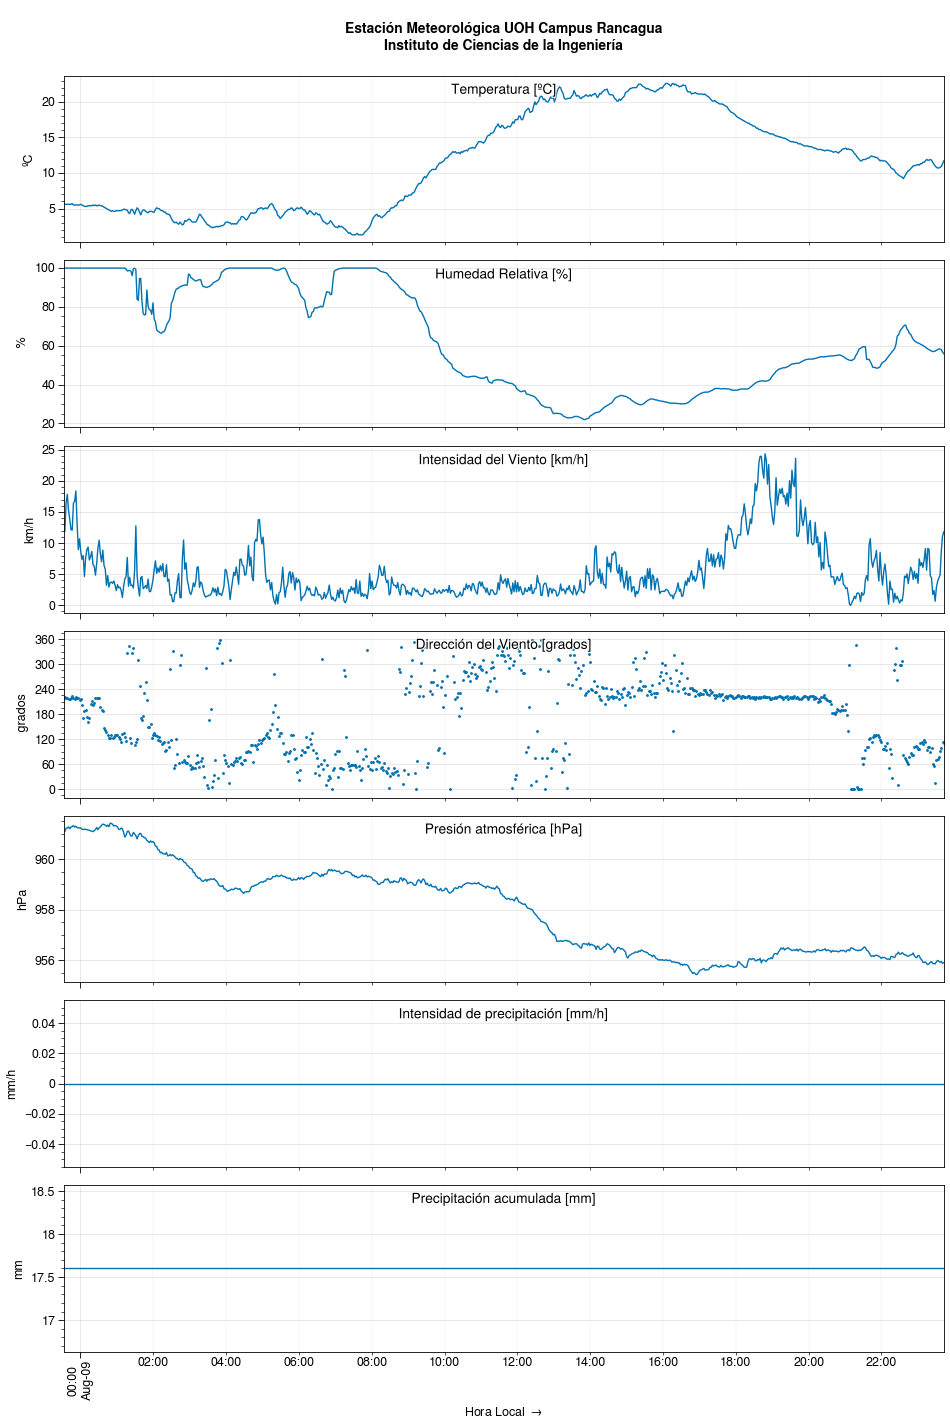 Estación Meteorológica UOH Campus Rancagua
Instituto de Ciencias de la Ingeniería
Temperatura [ºC]
ºC
20
15
10
5
Humedad Relativa [%]
%
100
80
60
40
20
Intensidad del Viento [km/h]
km/h
25
20
15
10
5
0
Dirección del Viento [grados]
grados
360
300
240
180
120
60
0
Presión atmosférica [hPa]
hPa
960
958
956
Intensidad de precipitación [mm/h]
mm/h
0.04
0.02
0
−0.02
−0.04
Precipitación acumulada [mm]
mm
18.5
18
17.5
17
00:00
Aug-09
02:00
04:00
06:00
08:00
10:00
12:00
14:00
16:00
18:00
20:00
22:00
Hora Local →